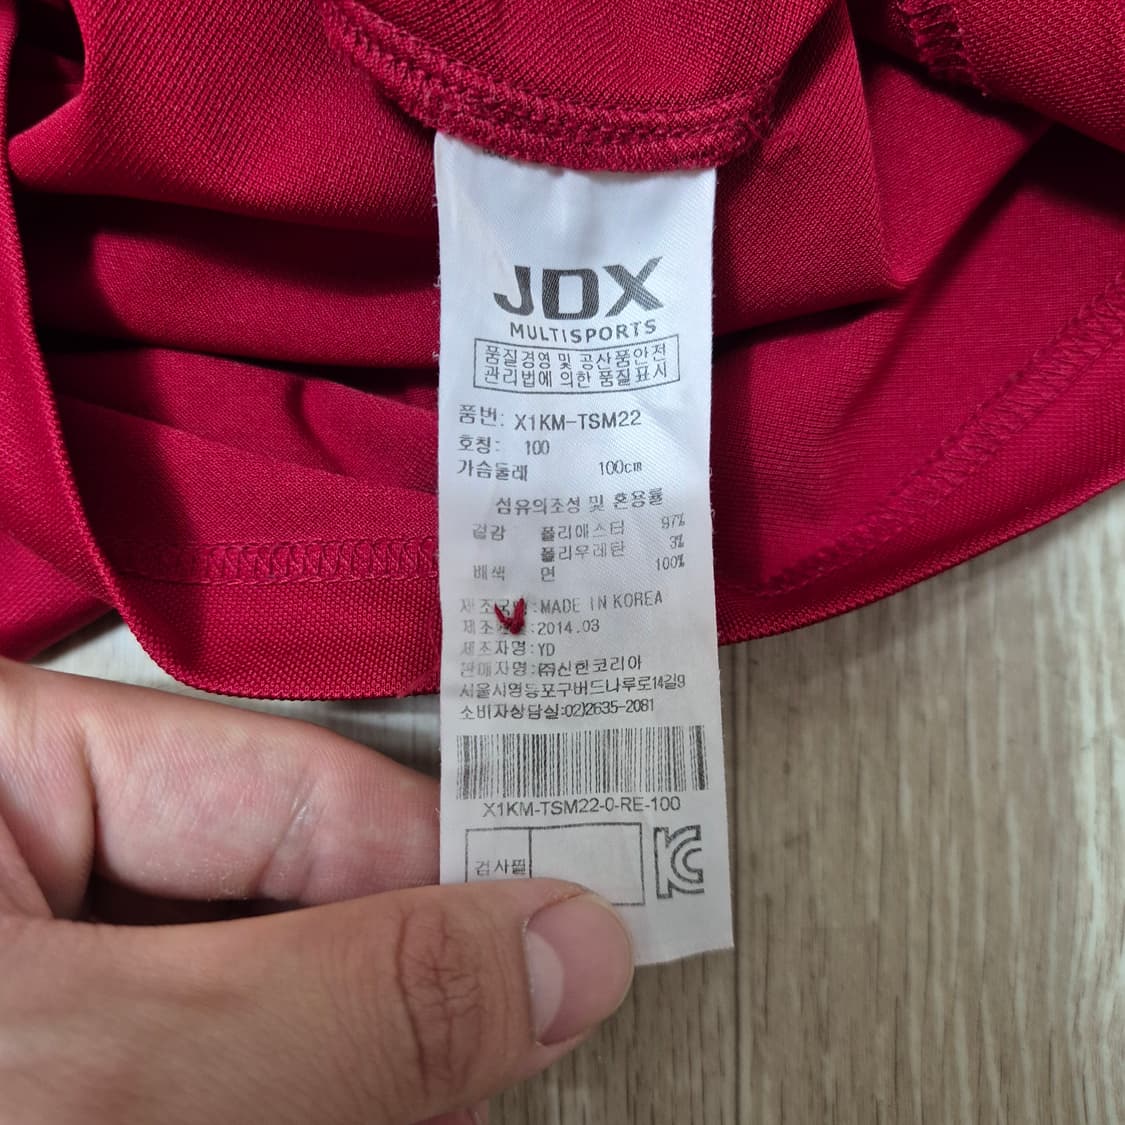 JDX
MULTISPORTS
품질경영 및 공산품안전
관리법에 의한 품질표시
품번: X1KM-TSM22
호칭: 100
가슴둘레 100cm
섬유의조성 및 혼용률
겉감 폴리에스터 97%
폴리우레탄 3%
배색 면 100%
제조국명:MADE IN KOREA
:2014.03
제조자명:YD
판매자명:㈜신한코리아
서울시영등포구버드나루로14길9
소비자상담실:02)2635-2081
X1KM-TSM22-0-RE-100
검사필
KC